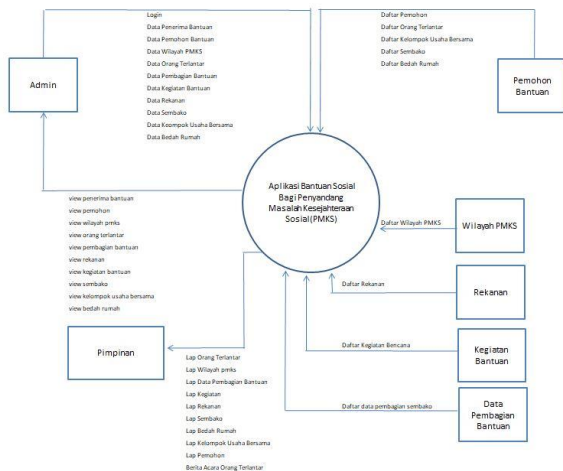 Login
Data Penerima Bantuan
Data Pemohon Bantuan
Data Wilayah PMKS
Data Orang Terlantar
Data Pembagian Bantuan
Data Kegiatan Bantuan
Data Rekanan
Data Sembako
Data Keompok Usaha Bersama
Data Bedah Rumah
Daftar Pemohon
Daftar Orang Terlantar
Daftar Kelompok Usaha Bersama
Daftar Sembako
Daftar Bedah Rumah
Admin
Pemohon
Bantuan
Aplikasi Bantuan Sosial
Bagi Penyandang
Masalah Kesejahteraan
Sosial (PMKS)
view penerima bantuan
view pemohon
view wilayah pmks
view orang terlantar
view pembagian bantuan
view rekanan
view kegiatan bantuan
view sembako
view kelompok usaha bersama
view bedah rumah
Daftar Wilayah PMKS
Wilayah PMKS
Daftar Rekanan
Rekanan
Daftar Kegiatan Bencana
Kegiatan
Bantuan
Daftar data pembagian sembako
Data
Pembagian
Bantuan
Pimpinan
Lap Orang Terlantar
Lap Wilayah pmks
Lap Data Pembagian Bantuan
Lap Kegiatan
Lap Rekanan
Lap Sembako
Lap Bedah Rumah
Lap Kelompok Usaha Bersama
Lap Pemohon
Berita Acara Orang Terlantar